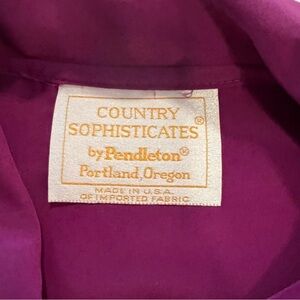 COUNTRY
SOPHISTICATES®
by Pendleton®
Portland, Oregon
MADE IN U.S.A.
OF IMPORTED FABRIC